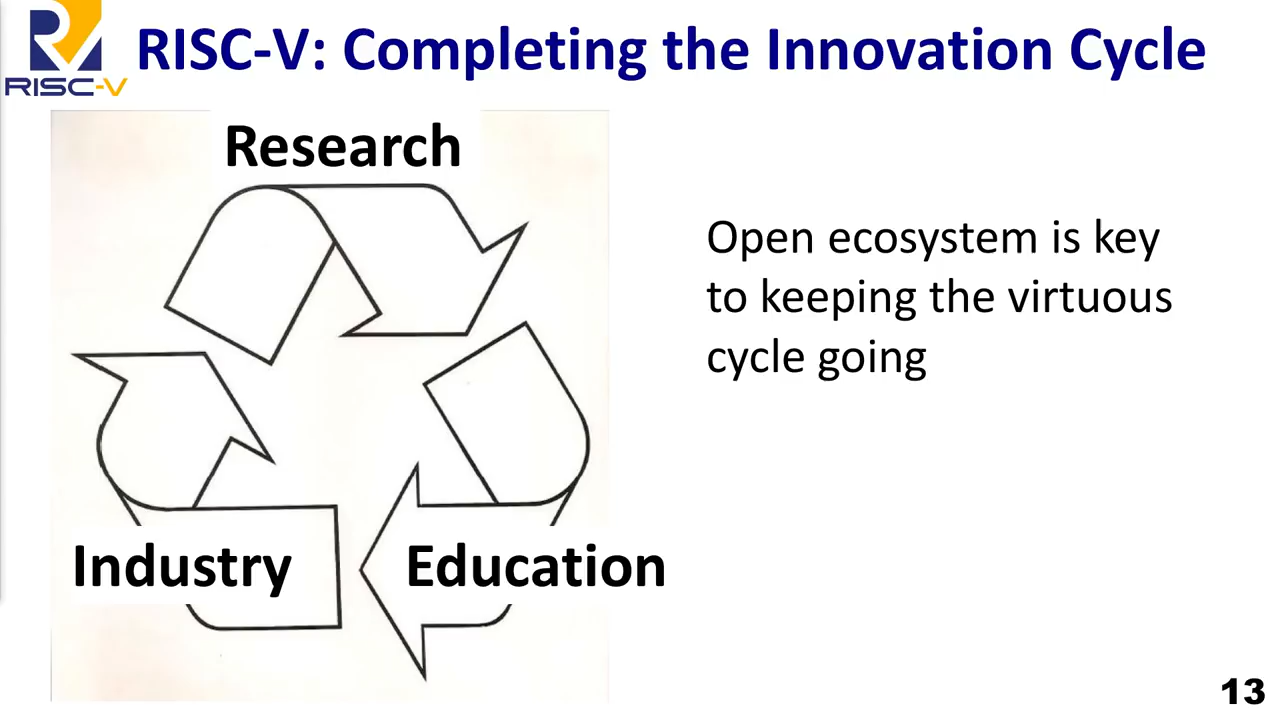 RISC-V: Completing the Innovation Cycle
RISC-V
Research
Open ecosystem is key
to keeping the virtuous
cycle going
Industry
Education
13